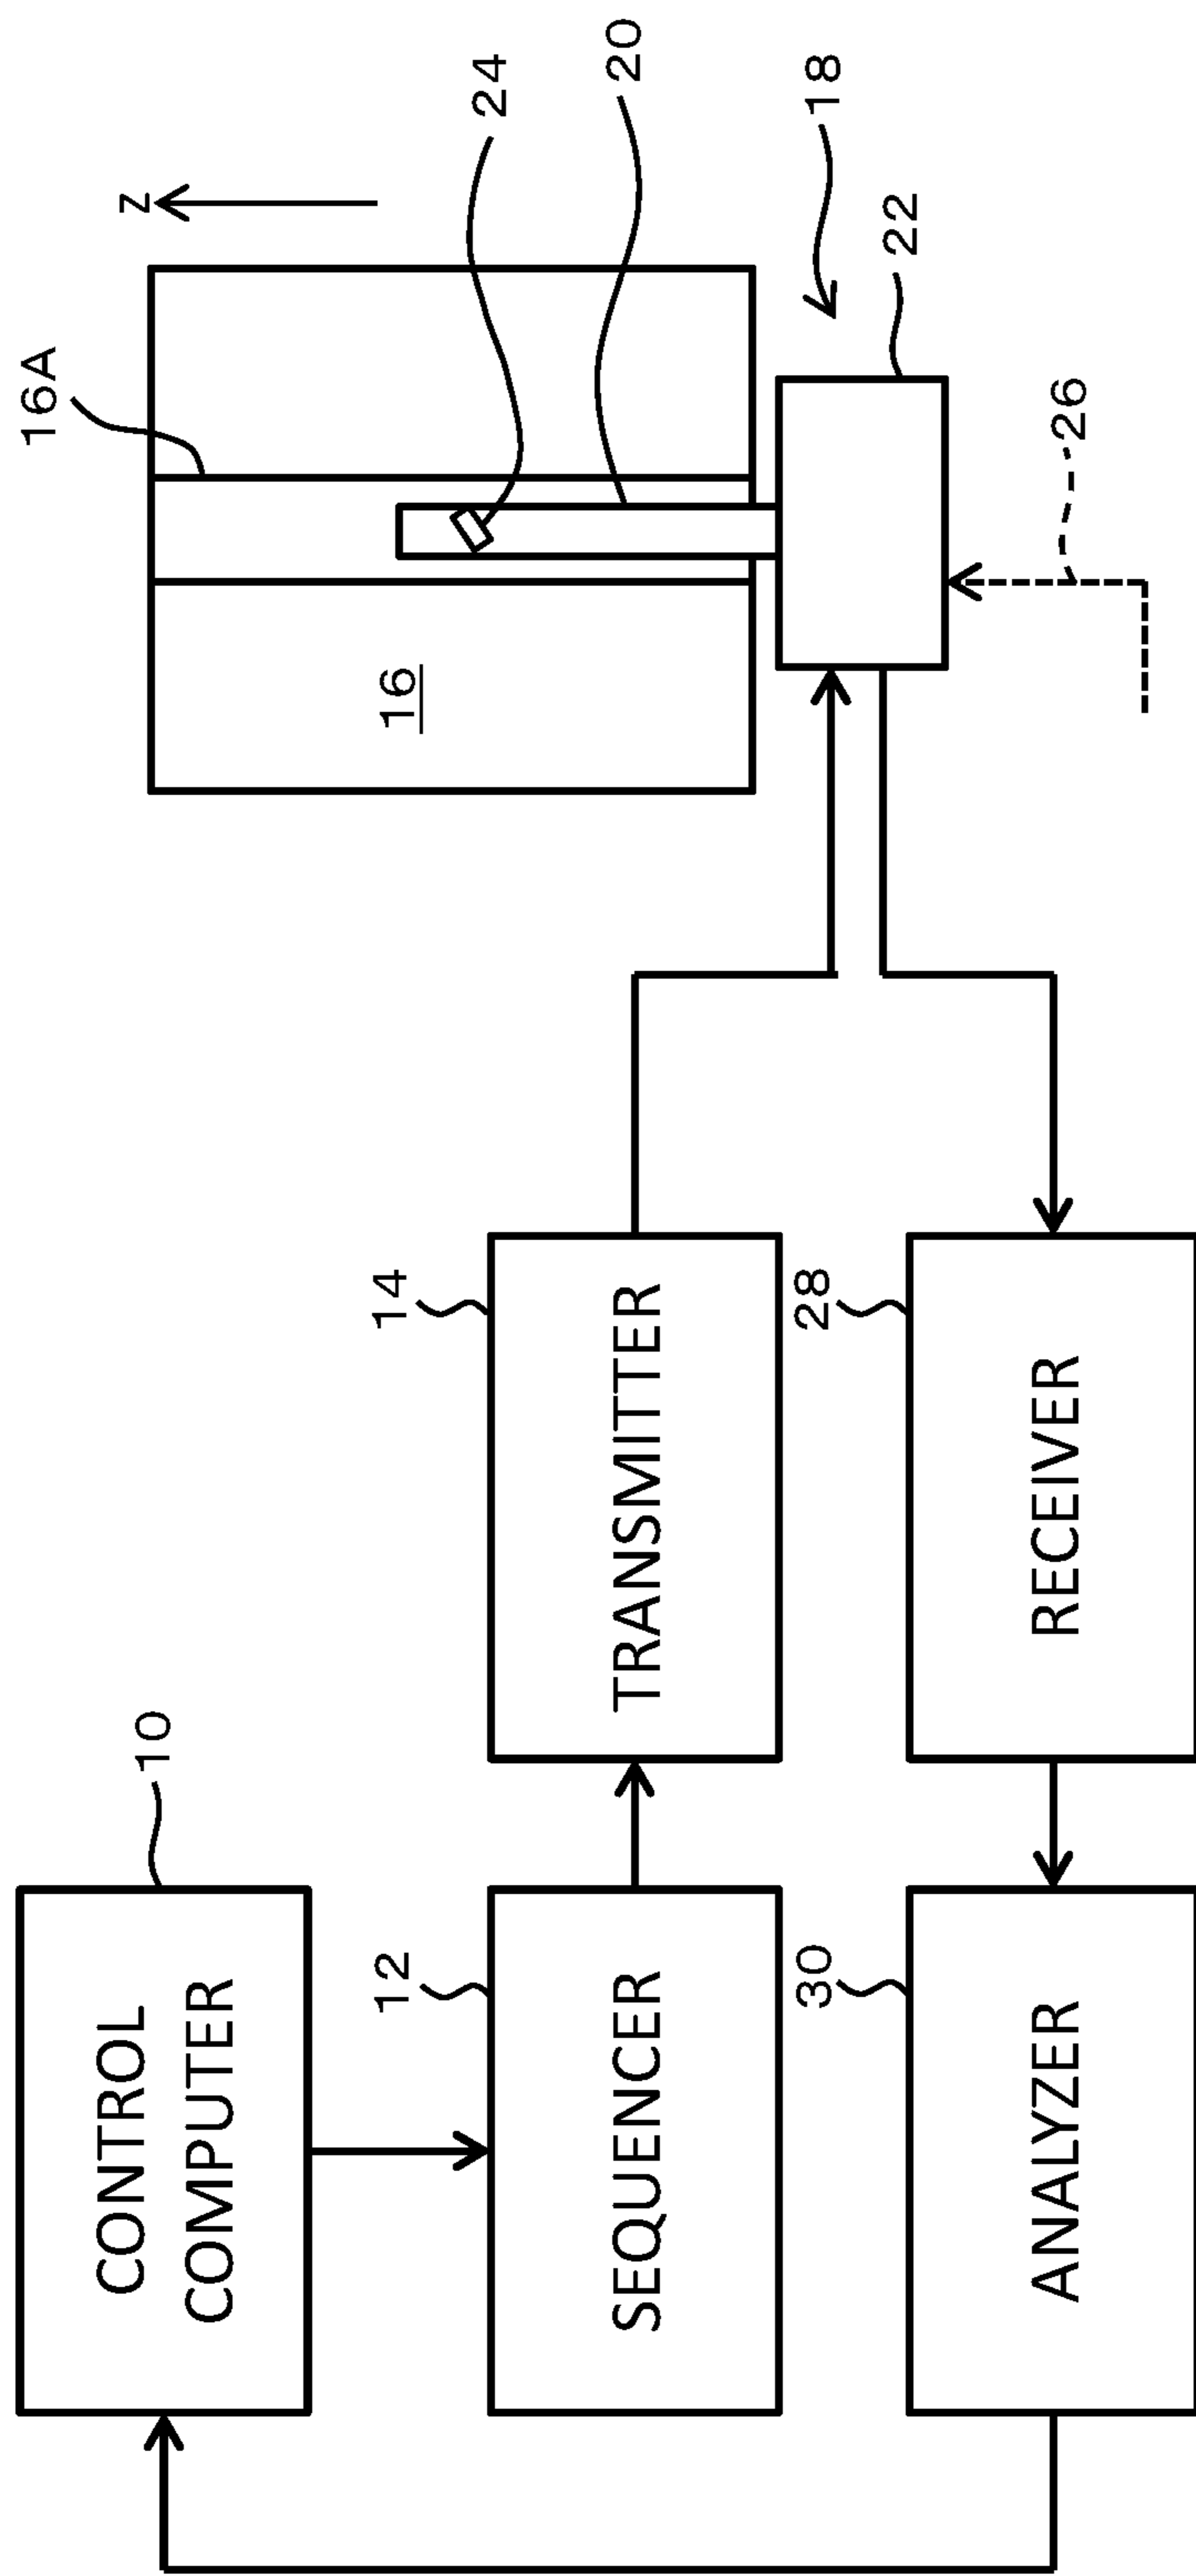 10
CONTROL
COMPUTER
12
SEQUENCER
14
TRANSMITTER
30
ANALYZER
28
RECEIVER
16A
16
Z
24
20
18
22
26